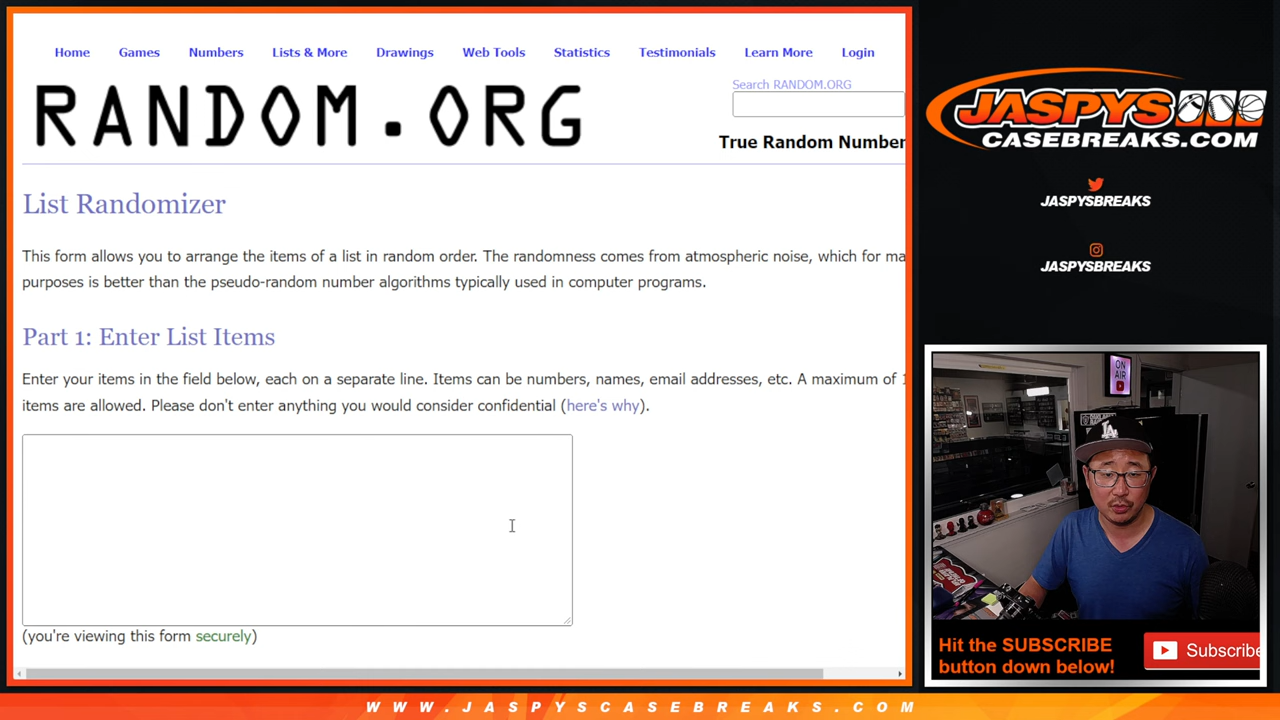 Home Games Numbers Lists & More Drawings Web Tools Statistics Testimonials Learn More Login
RANDOM.ORG
Search RANDOM.ORG
True Random Number
List Randomizer
This form allows you to arrange the items of a list in random order. The randomness comes from atmospheric noise, which for ma
purposes is better than the pseudo-random number algorithms typically used in computer programs.
Part 1: Enter List Items
Enter your items in the field below, each on a separate line. Items can be numbers, names, email addresses, etc. A maximum of 1
items are allowed. Please don't enter anything you would consider confidential (here's why).
(you're viewing this form securely)
JASPYS
CASEBREAKS.COM
JASPYSBREAKS
JASPYSBREAKS
ON
AIR
LA
Hit the SUBSCRIBE
button down below!
Subscribe
WWW.JASPYSCASEBREAKS.COM